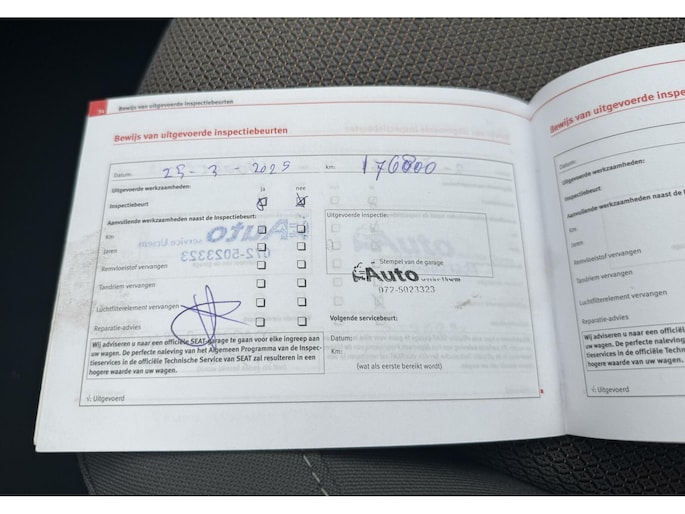 Bewijs van uitgevoerde inspectiebeurten
Bewijs van uitgevoerde inspectiebeurten
Datum: 25-3-2025 km: 176800
Uitgevoerde werkzaamheden: ja nee
Inspectiebeurt
Aanvullende werkzaamheden naast de Inspectiebeurt:
Km
Jaren
Remvloeistof vervangen
Tandriem vervangen
Luchtfilterelement vervangen
Reparatie-advies
Uitgevoerde inspectie:
Stempel van de garage
Auto
072-5023323
Volgende servicebeurt:
Datum:
Km:
(wat als eerste bereikt wordt)
Wij adviseren u naar een officiële SEAT-garage te gaan voor elke ingreep aan
uw wagen. De perfecte naleving van het Algemeen Programma van de Inspec-
tieservices in de officiële Technische Service van SEAT zal resulteren in een
hogere waarde van uw wagen.
√: Uitgevoerd
Bewijs van uitgevoerde inspe
Datum:
Uitgevoerde werkzaamheden:
Inspectiebeurt
Aanvullende werkzaamheden naast de Ins
Km
Jaren
Remvloeistof vervangen
Tandriem vervangen
Luchtfilterelement vervangen
Reparatie-advies
Wij adviseren u naar een officiël
uw wagen. De perfecte naleving
tieservices in de officiële Techn
hogere waarde van uw wagen.
√: Uitgevoerd